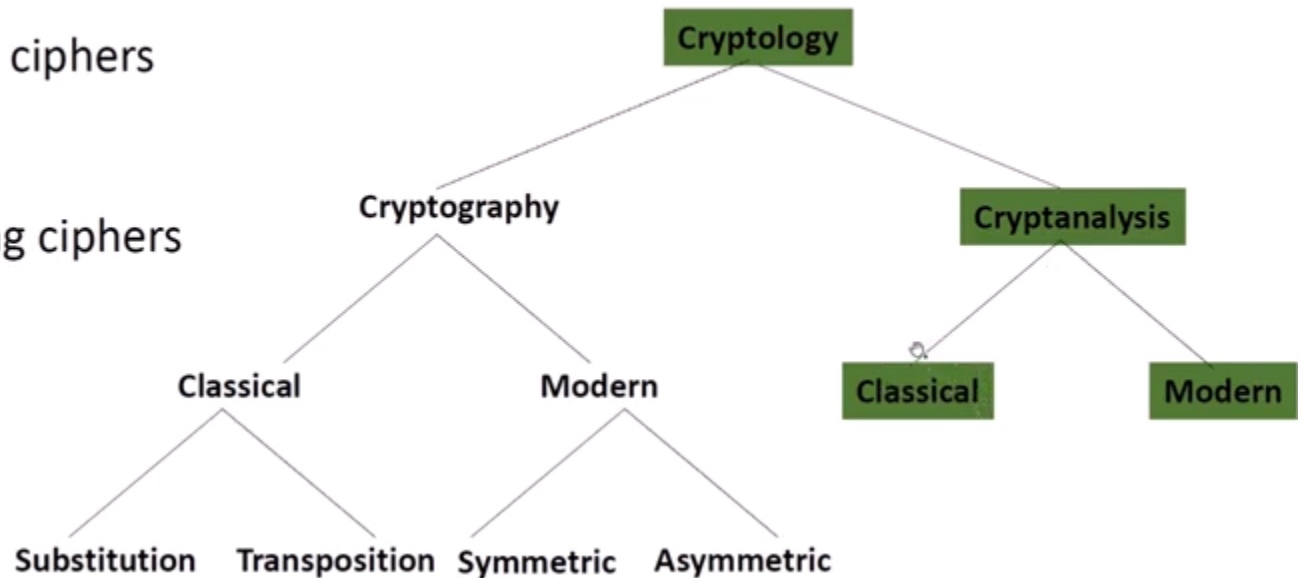 ciphers
Cryptology
Cryptography
Cryptanalysis
ciphers
Classical
Modern
Classical
Modern
Substitution
Transposition
Symmetric
Asymmetric